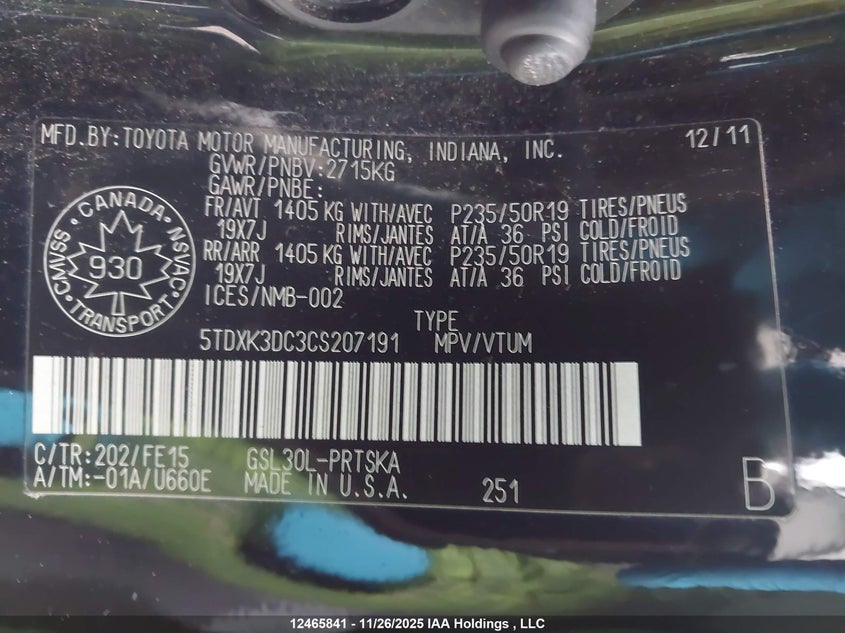 MFD.BY:TOYOTA MOTOR MANUFACTURING, INDIANA, INC. 12/11
GVWR/PNBV:2715KG
GAWR/PNBE:
FR/AVT 1405 KG WITH/AVEC P235/50R19 TIRES/PNEUS
19X7J RIMS/JANTES AT/A 36 PSI COLD/FROID
RR/ARR 1405 KG WITH/AVEC P235/50R19 TIRES/PNEUS
19X7J RIMS/JANTES AT/A 36 PSI COLD/FROID
ICES/NMB-002
CANADA
CMVSS NSVAC
930
TRANSPORT
TYPE
5TDXK3DC3CS207191 MPV/VTUM
C/TR:202/FE15 GSL30L-PRTSKA
A/TM:-01A/U660E MADE IN U.S.A. 251 B
12465841 - 11/26/2025 IAA Holdings , LLC